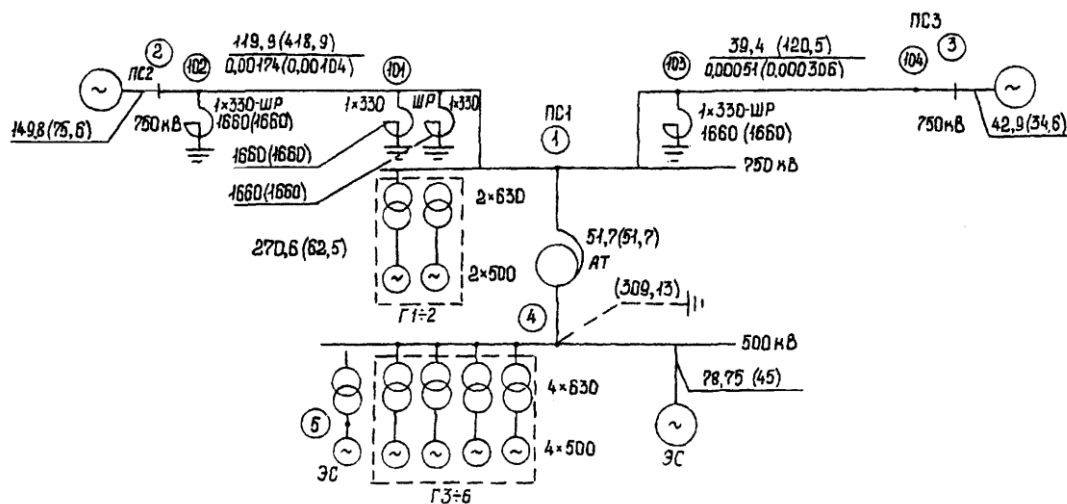 ПС3
2
119,9 (418,9)
0,00174 (0,00104)
39,4 (120,5)
0,00051 (0,000306)
3
ПС2
102
101
103
104
~
1×330-ШР
1660 (1660)
1×330
ШР
1×330
1×330-ШР
1660 (1660)
~
750 кВ
149,8 (75,6)
ПС1
1
750 кВ
42,9 (34,6)
1660 (1660)
1660 (1660)
750 кВ
2×630
270,6 (62,5)
51,7 (51,7)
АТ
~
~
2×500
(309,13)
Г1÷2
4
500 кВ
4×630
78,75 (45)
5
~
~
~
~
~
4×500
~
ЭС
ЭС
Г3÷6